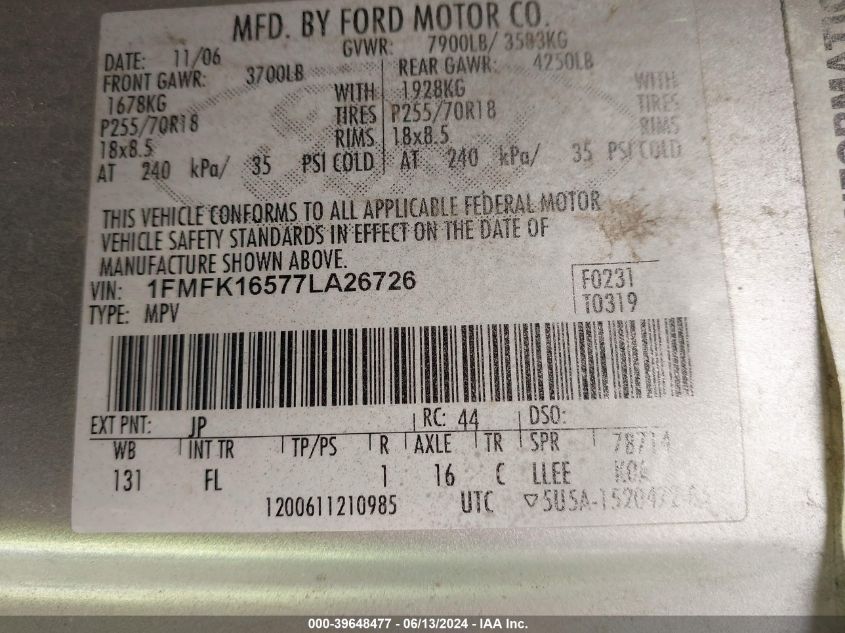 MFD. BY FORD MOTOR CO.
DATE: 11/06 GVWR: 7900LB/ 3583KG
FRONT GAWR: 3700LB REAR GAWR: 4250LB
1678KG WITH 1928KG WITH
P255/70R18 TIRES P255/70R18 TIRES
18x8.5 RIMS 18x8.5 RIMS
AT 240 kPa/ 35 PSI COLD AT 240 kPa/ 35 PSI COLD
THIS VEHICLE CONFORMS TO ALL APPLICABLE FEDERAL MOTOR
VEHICLE SAFETY STANDARDS IN EFFECT ON THE DATE OF
MANUFACTURE SHOWN ABOVE.
VIN: 1FMFK16577LA26726 F0231
TYPE: MPV T0319
EXT PNT: JP RC: 44 DSO:
WB INT TR TP/PS R AXLE TR SPR 78714
131 FL 1 16 C LLEE
1200611210985 UTC ▽5U5A-1520472-
000-39648477 - 06/13/2024 - IAA Inc.